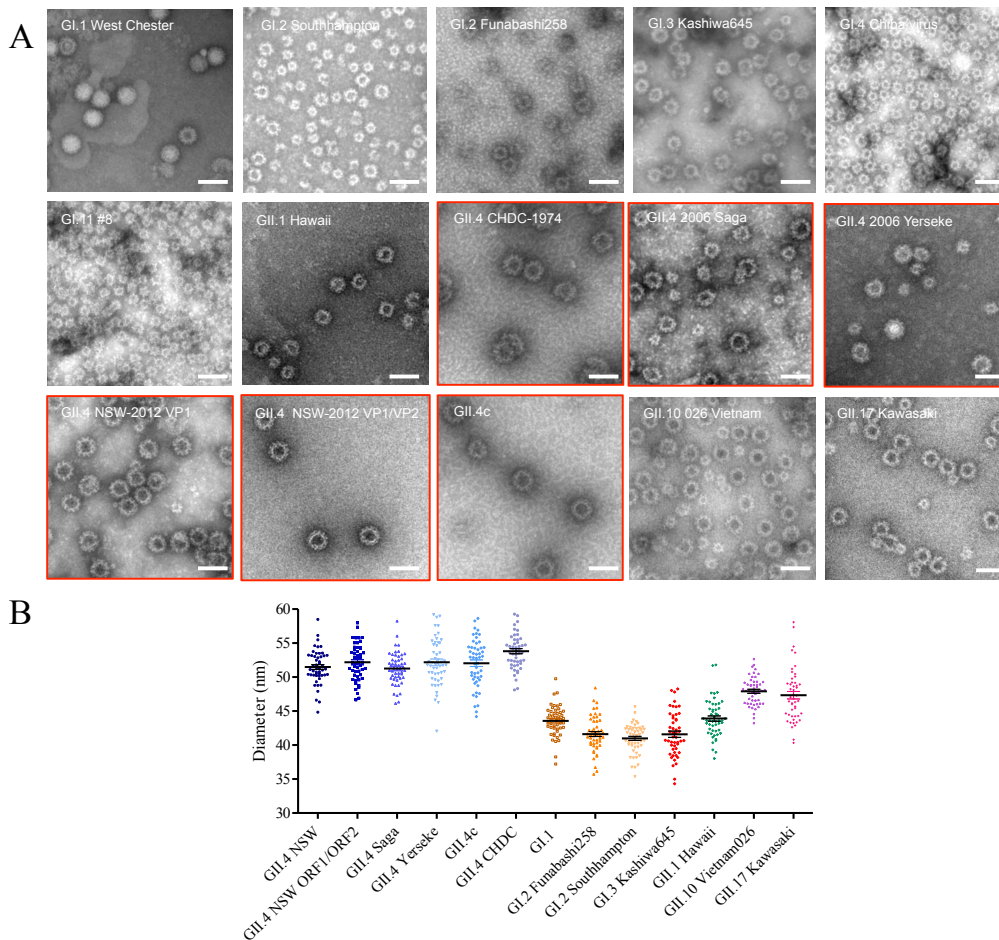 A
GI.1 West Chester
GI.2 Southhampton
GI.2 Funabashi258
GI.3 Kashiwa645
GI.4 Chiba virus
GI.11 #8
GII.1 Hawaii
GII.4 CHDC-1974
GII.4 2006 Saga
GII.4 2006 Yerseke
GII.4 NSW-2012 VP1
GII.4 NSW-2012 VP1/VP2
GII.4c
GII.10 026 Vietnam
GII.17 Kawasaki
B
Diameter (nm)
60
55
50
45
40
35
30
GII.4 NSW
GII.4 NSW ORF1/ORF2
GII.4 Saga
GII.4 Yerseke
GII.4c
GII.4 CHDC
GI.1
GI.2 Funabashi258
GI.2 Southhampton
GI.3 Kashiwa645
GII.1 Hawaii
GII.10 Vietnam026
GII.17 Kawasaki